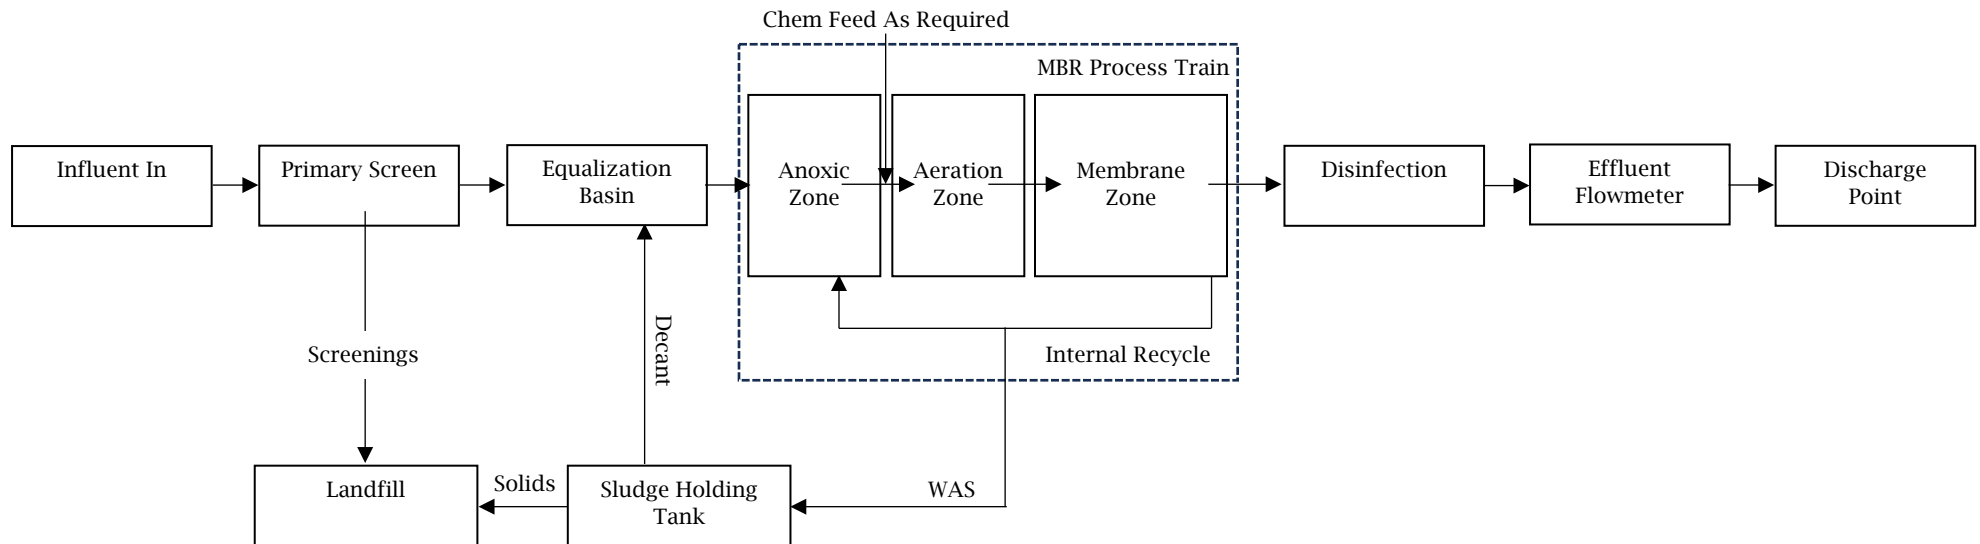 Chem Feed As Required
MBR Process Train
Influent In
Primary Screen
Equalization
Basin
Anoxic
Zone
Aeration
Zone
Membrane
Zone
Disinfection
Effluent
Flowmeter
Discharge
Point
Screenings
Decant
Internal Recycle
Landfill
Solids
Sludge Holding
Tank
WAS